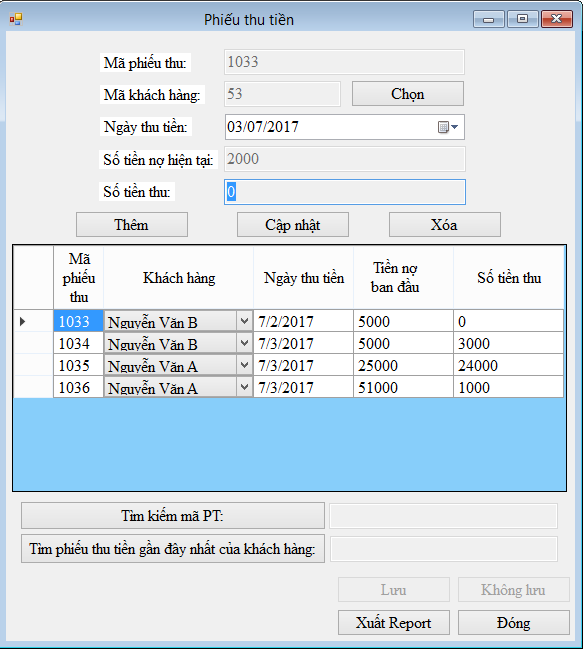 Phiếu thu tiền
Mã phiếu thu: 1033
Mã khách hàng: 53 Chọn
Ngày thu tiền: 03/07/2017
Số tiền nợ hiện tại: 2000
Số tiền thu: 0
Thêm Cập nhật Xóa
Mã phiếu thu Khách hàng Ngày thu tiền Tiền nợ ban đầu Số tiền thu
1033 Nguyễn Văn B 7/2/2017 5000 0
1034 Nguyễn Văn B 7/3/2017 5000 3000
1035 Nguyễn Văn A 7/3/2017 25000 24000
1036 Nguyễn Văn A 7/3/2017 51000 1000
Tìm kiếm mã PT:
Tìm phiếu thu tiền gần đây nhất của khách hàng:
Lưu Không lưu
Xuất Report Đóng